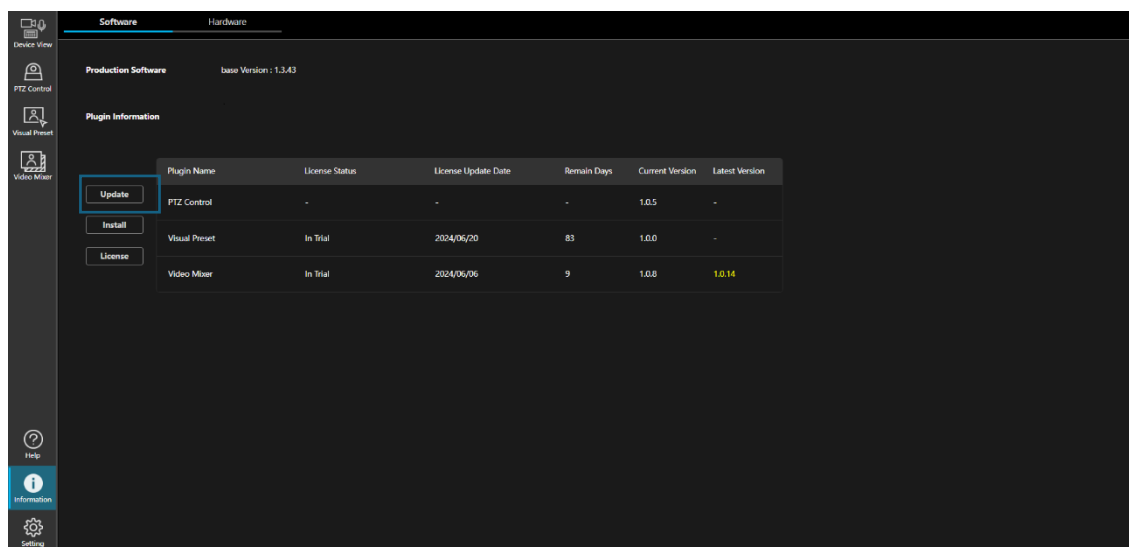 Software Hardware
Device View
Production Software base Version : 1.3.43
PTZ Control
Plugin Information
Visual Preset
Video Mixer
Plugin Name License Status License Update Date Remain Days Current Version Latest Version
Update
PTZ Control - - - 1.0.5 -
Install
Visual Preset In Trial 2024/06/20 83 1.0.0 -
License
Video Mixer In Trial 2024/06/06 9 1.0.8 1.0.14
Help
Information
Setting